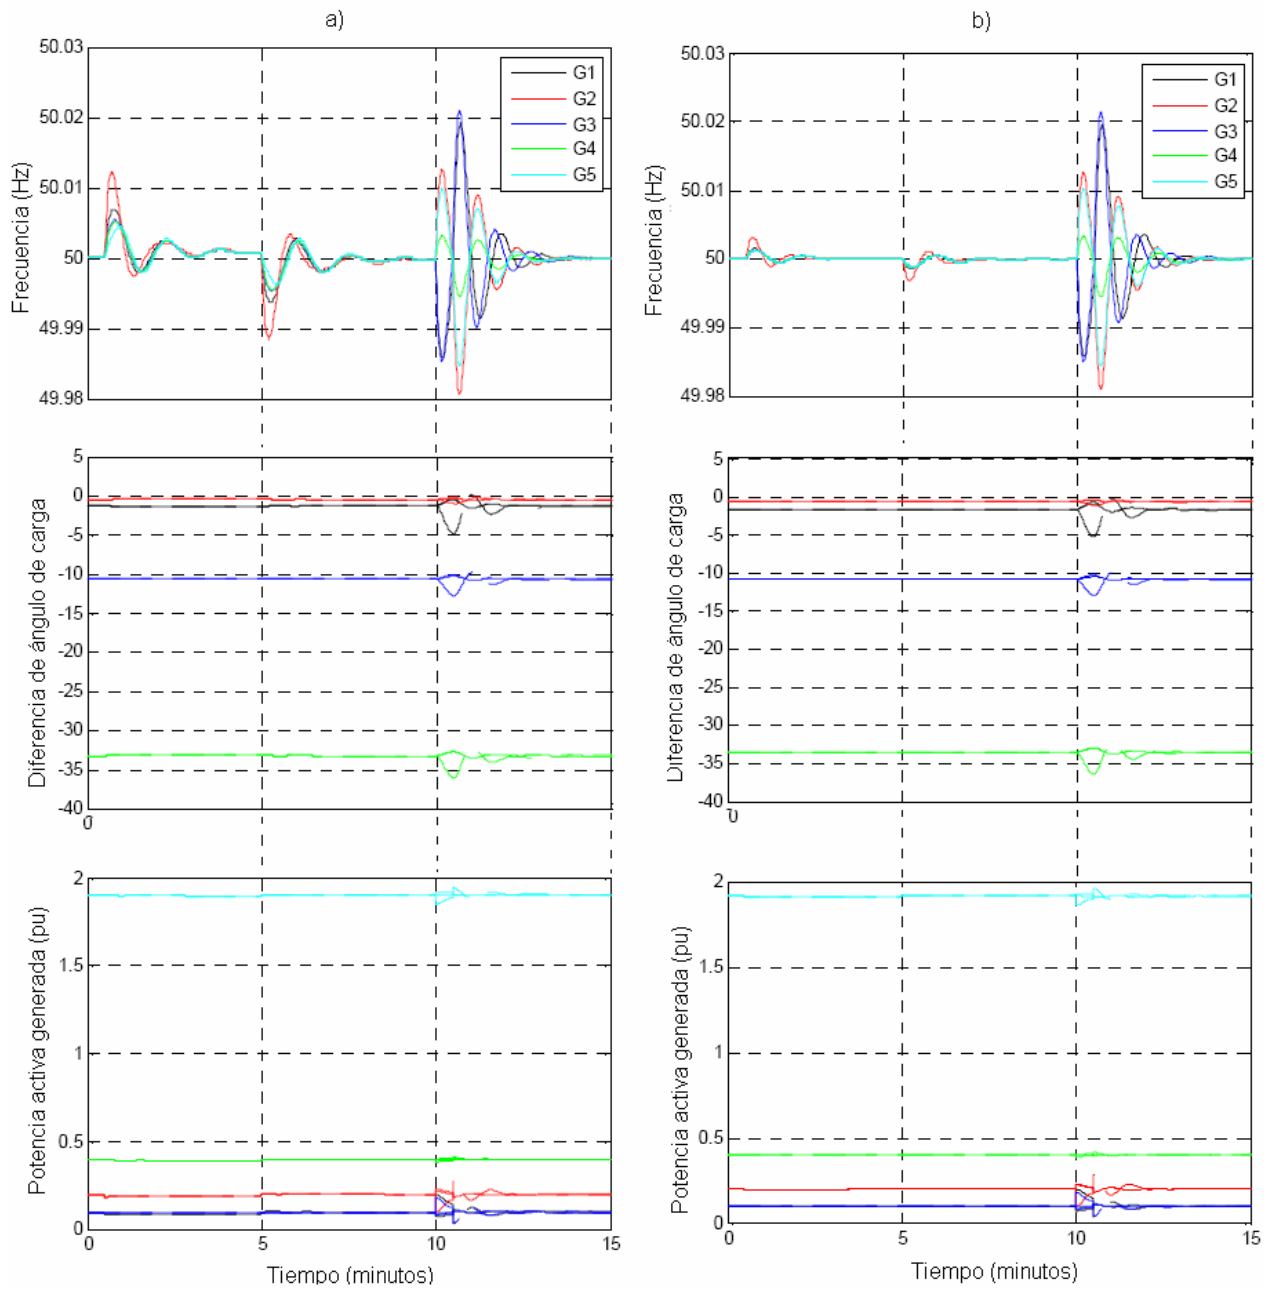 a)
50.03
50.02
50.01
50
49.99
49.98
Frecuencia (Hz)
G1
G2
G3
G4
G5
5
0
-5
-10
-15
-20
-25
-30
-35
-40
0
Diferencia de ángulo de carga
2
1.5
1
0.5
0
Potencia activa generada (pu)
0
5
10
15
Tiempo (minutos)
b)
50.03
50.02
50.01
50
49.99
49.98
Frecuencia (Hz)
G1
G2
G3
G4
G5
5
0
-5
-10
-15
-20
-25
-30
-35
-40
0
Diferencia de ángulo de carga
2
1.5
1
0.5
0
Potencia activa generada (pu)
0
5
10
15
Tiempo (minutos)